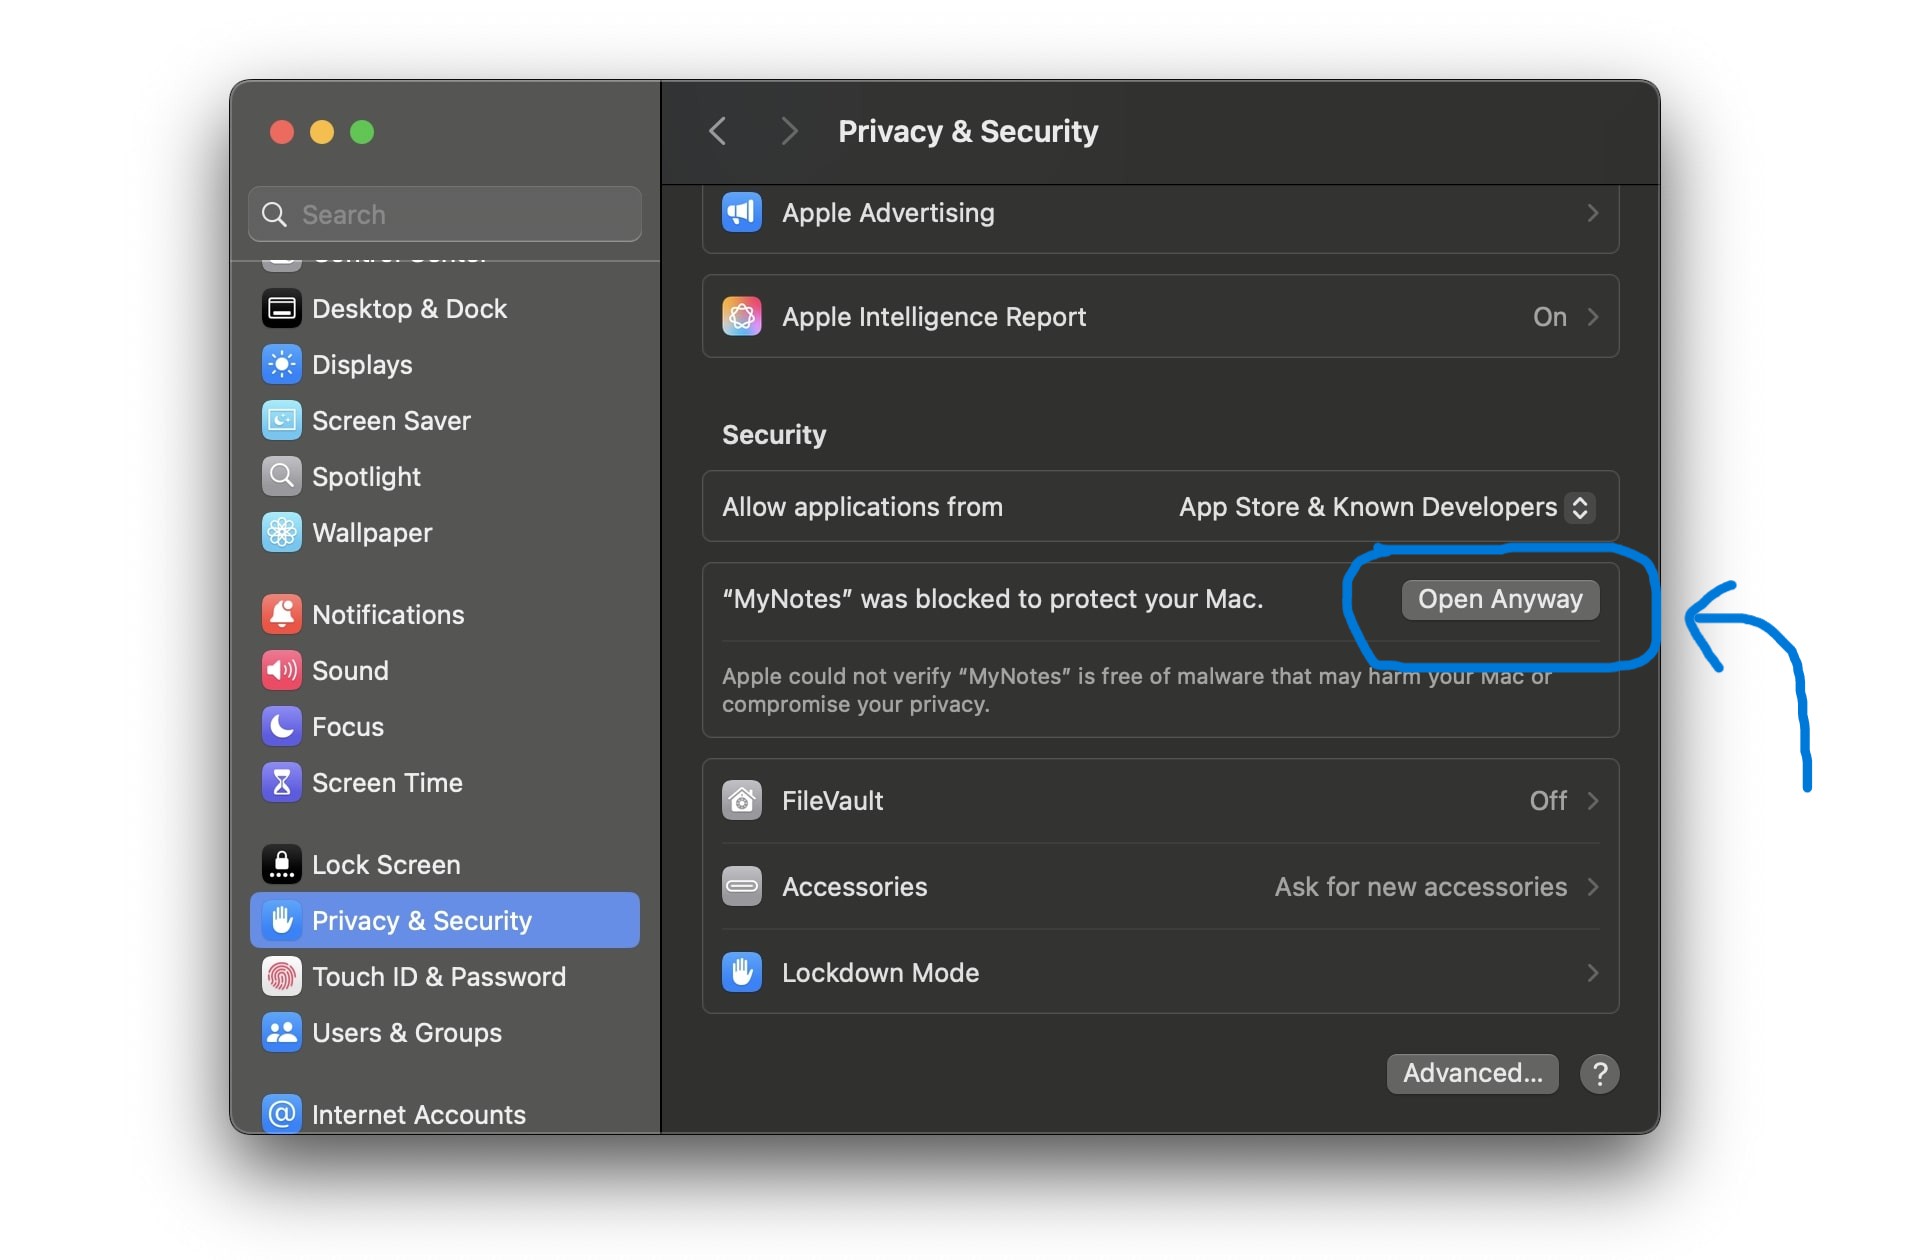 Privacy & Security
Search
Control Center
Desktop & Dock
Displays
Screen Saver
Spotlight
Wallpaper
Notifications
Sound
Focus
Screen Time
Lock Screen
Privacy & Security
Touch ID & Password
Users & Groups
Internet Accounts
Apple Advertising
Apple Intelligence Report On
Security
Allow applications from App Store & Known Developers
“MyNotes” was blocked to protect your Mac. Open Anyway
Apple could not verify “MyNotes” is free of malware that may harm your Mac or
compromise your privacy.
FileVault Off
Accessories Ask for new accessories
Lockdown Mode
Advanced... ?